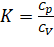 K = c_p / c_V